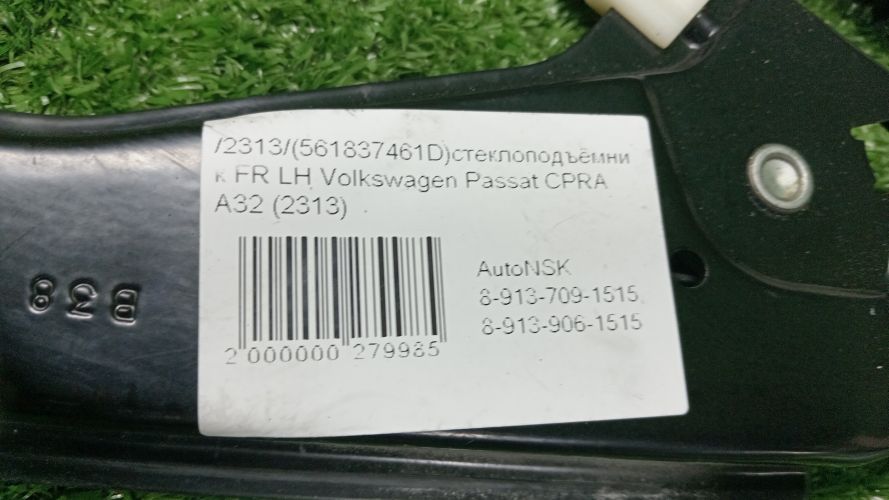 /2313/(561837461D)стеклоподъёмни
к FR LH Volkswagen Passat CPRA
A32 (2313)
AutoNSK
8-913-709-1515
8-913-906-1515
2 000000 279985
B38